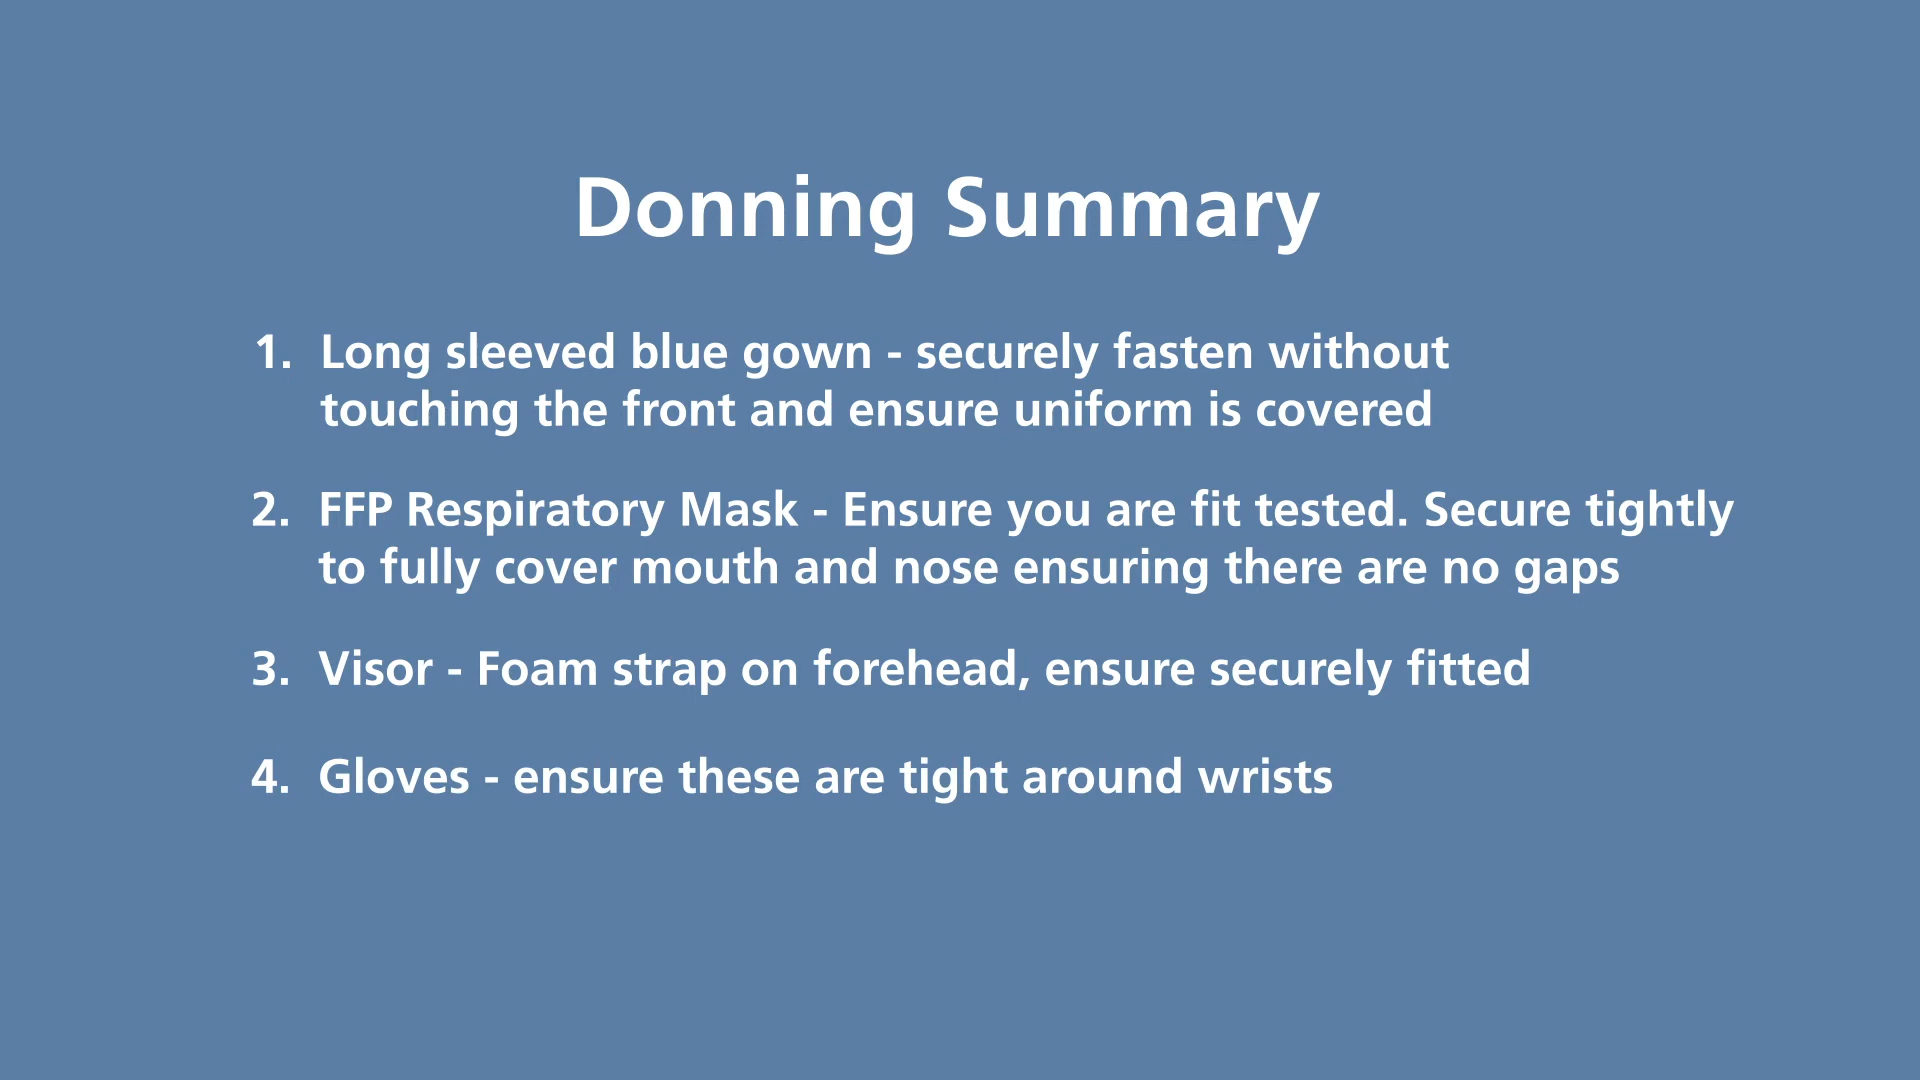 Donning Summary
1. Long sleeved blue gown - securely fasten without
touching the front and ensure uniform is covered
2. FFP Respiratory Mask - Ensure you are fit tested. Secure tightly
to fully cover mouth and nose ensuring there are no gaps
3. Visor - Foam strap on forehead, ensure securely fitted
4. Gloves - ensure these are tight around wrists